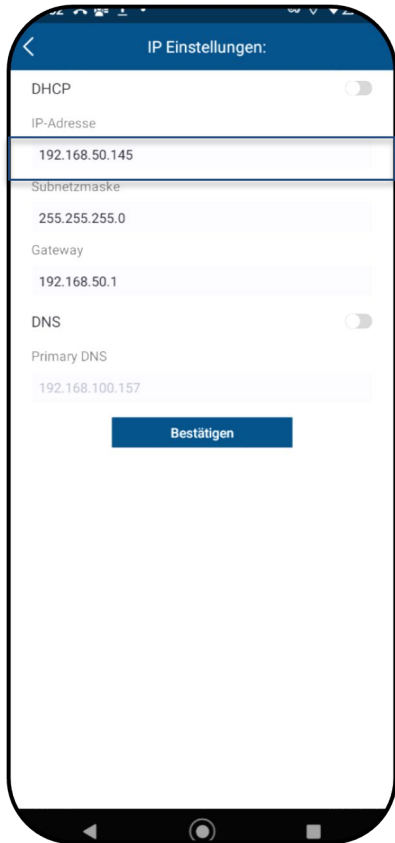 IP Einstellungen:
DHCP
IP-Adresse
192.168.50.145
Subnetzmaske
255.255.255.0
Gateway
192.168.50.1
DNS
Primary DNS
192.168.100.157
Bestätigen